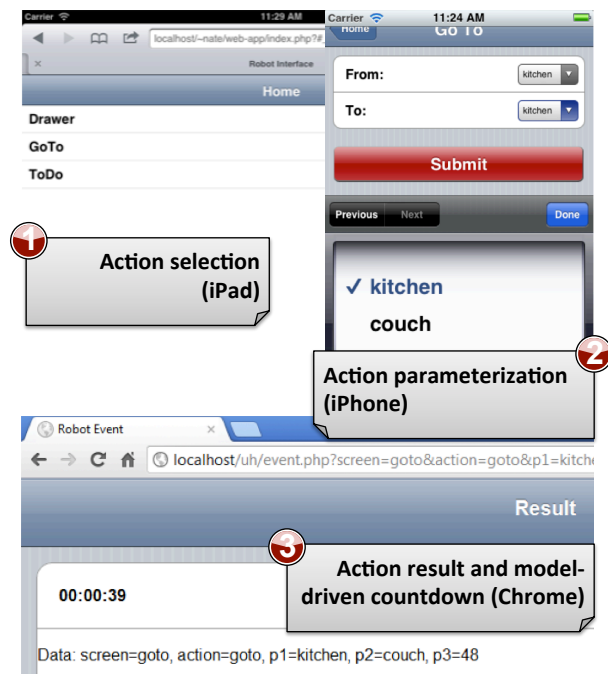 Carrier 11:29 AM
localhost/~nate/web-app/index.php?#
× Robot Interface
Home
Drawer
GoTo
ToDo
1
Action selection
(iPad)
Carrier 11:24 AM
Home Go To
From: kitchen
To: kitchen
Submit
Previous Next Done
✓ kitchen
couch
2
Action parameterization
(iPhone)
Robot Event ×
localhost/uh/event.php?screen=goto&action=goto&p1=kitche
Result
3
Action result and model-
driven countdown (Chrome)
00:00:39
Data: screen=goto, action=goto, p1=kitchen, p2=couch, p3=48